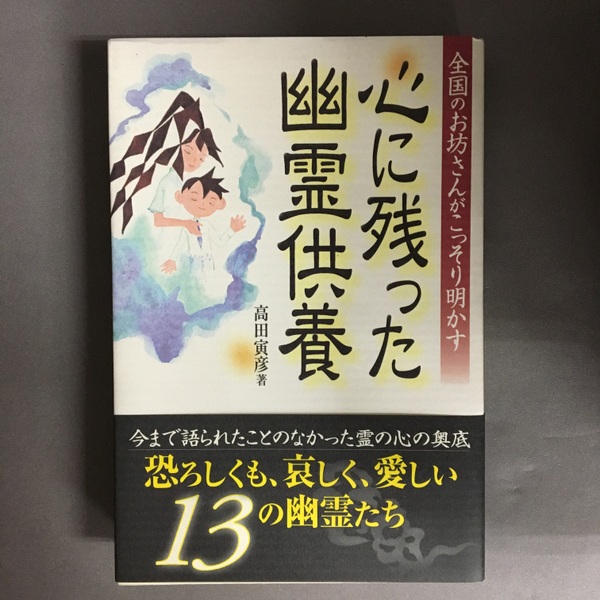 全国のお坊さんがこっそり明かす
心に残った
幽霊供養
高田寅彦 著
今まで語られたことのなかった霊の心の奥底
恐ろしくも、哀しく、愛しい
13の幽霊たち